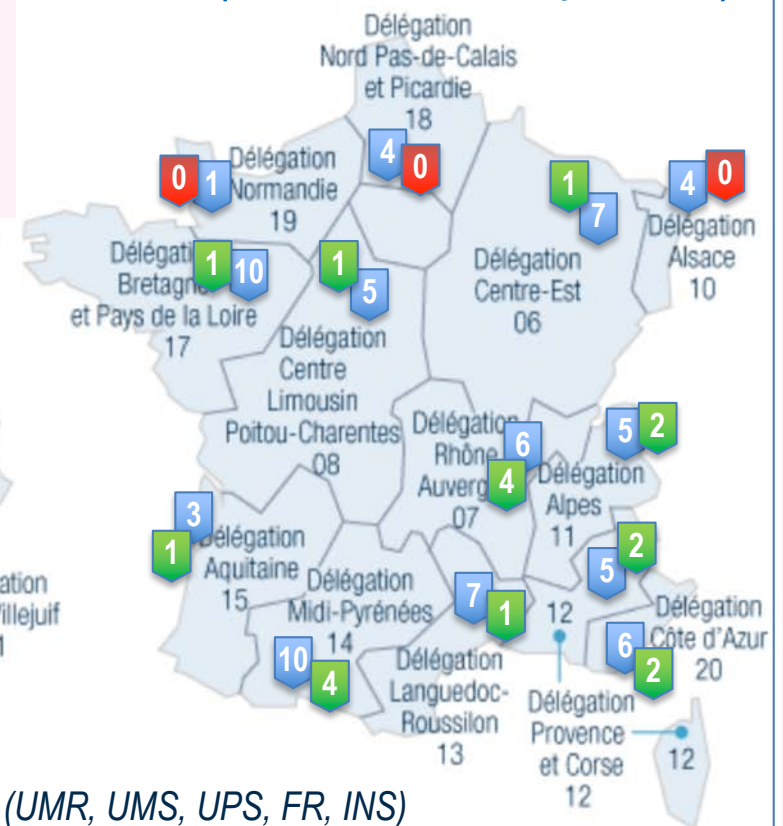 Délégation
Nord Pas-de-Calais
et Picardie
18
4
0
0
1
Délégation
Normandie
19
1
7
4
0
Délégation
Alsace
10
1
10
Bretagne
et Pays de la Loire
17
1
5
Délégation
Centre-Est
06
Délégation
Centre
Limousin
Poitou-Charentes
08
Délégation
Rhône
07
6
4
5
2
Délégation
Alpes
11
3
1
Délégation
Aquitaine
15
Délégation
Midi-Pyrénées
14
10
4
7
1
2
5
12
6
2
Délégation
Côte d'Azur
20
Délégation
Languedoc-
Roussillon
13
Délégation
Provence
et Corse
12
12
ation
illejuif
(UMR, UMS, UPS, FR, INS)